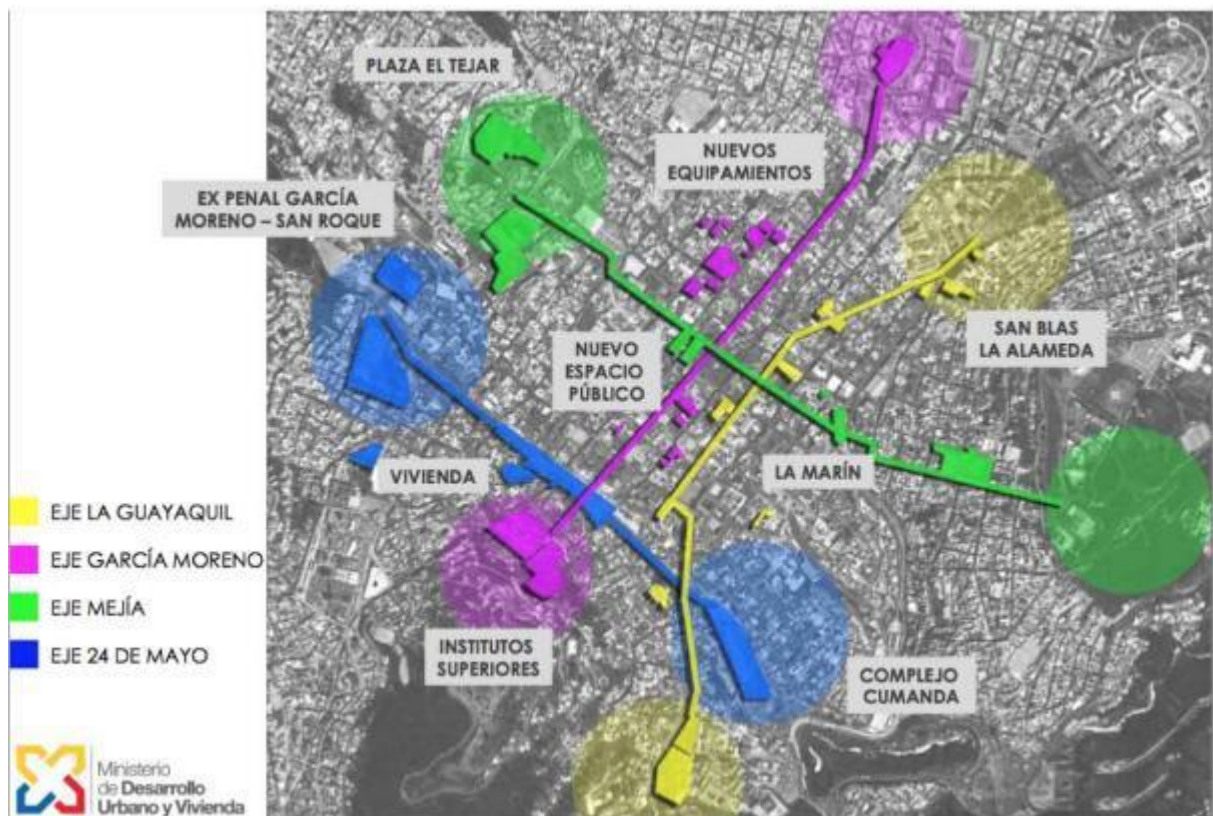 PLAZA EL TEJAR
NUEVOS
EQUIPAMIENTOS
EX PENAL GARCÍA
MORENO – SAN ROQUE
SAN BLAS
LA ALAMEDA
NUEVO
ESPACIO
PÚBLICO
VIVIENDA
LA MARÍN
INSTITUTOS
SUPERIORES
COMPLEJO
CUMANDA
EJE LA GUAYAQUIL
EJE GARCÍA MORENO
EJE MEJÍA
EJE 24 DE MAYO
Ministerio
de Desarrollo
Urbano y Vivienda